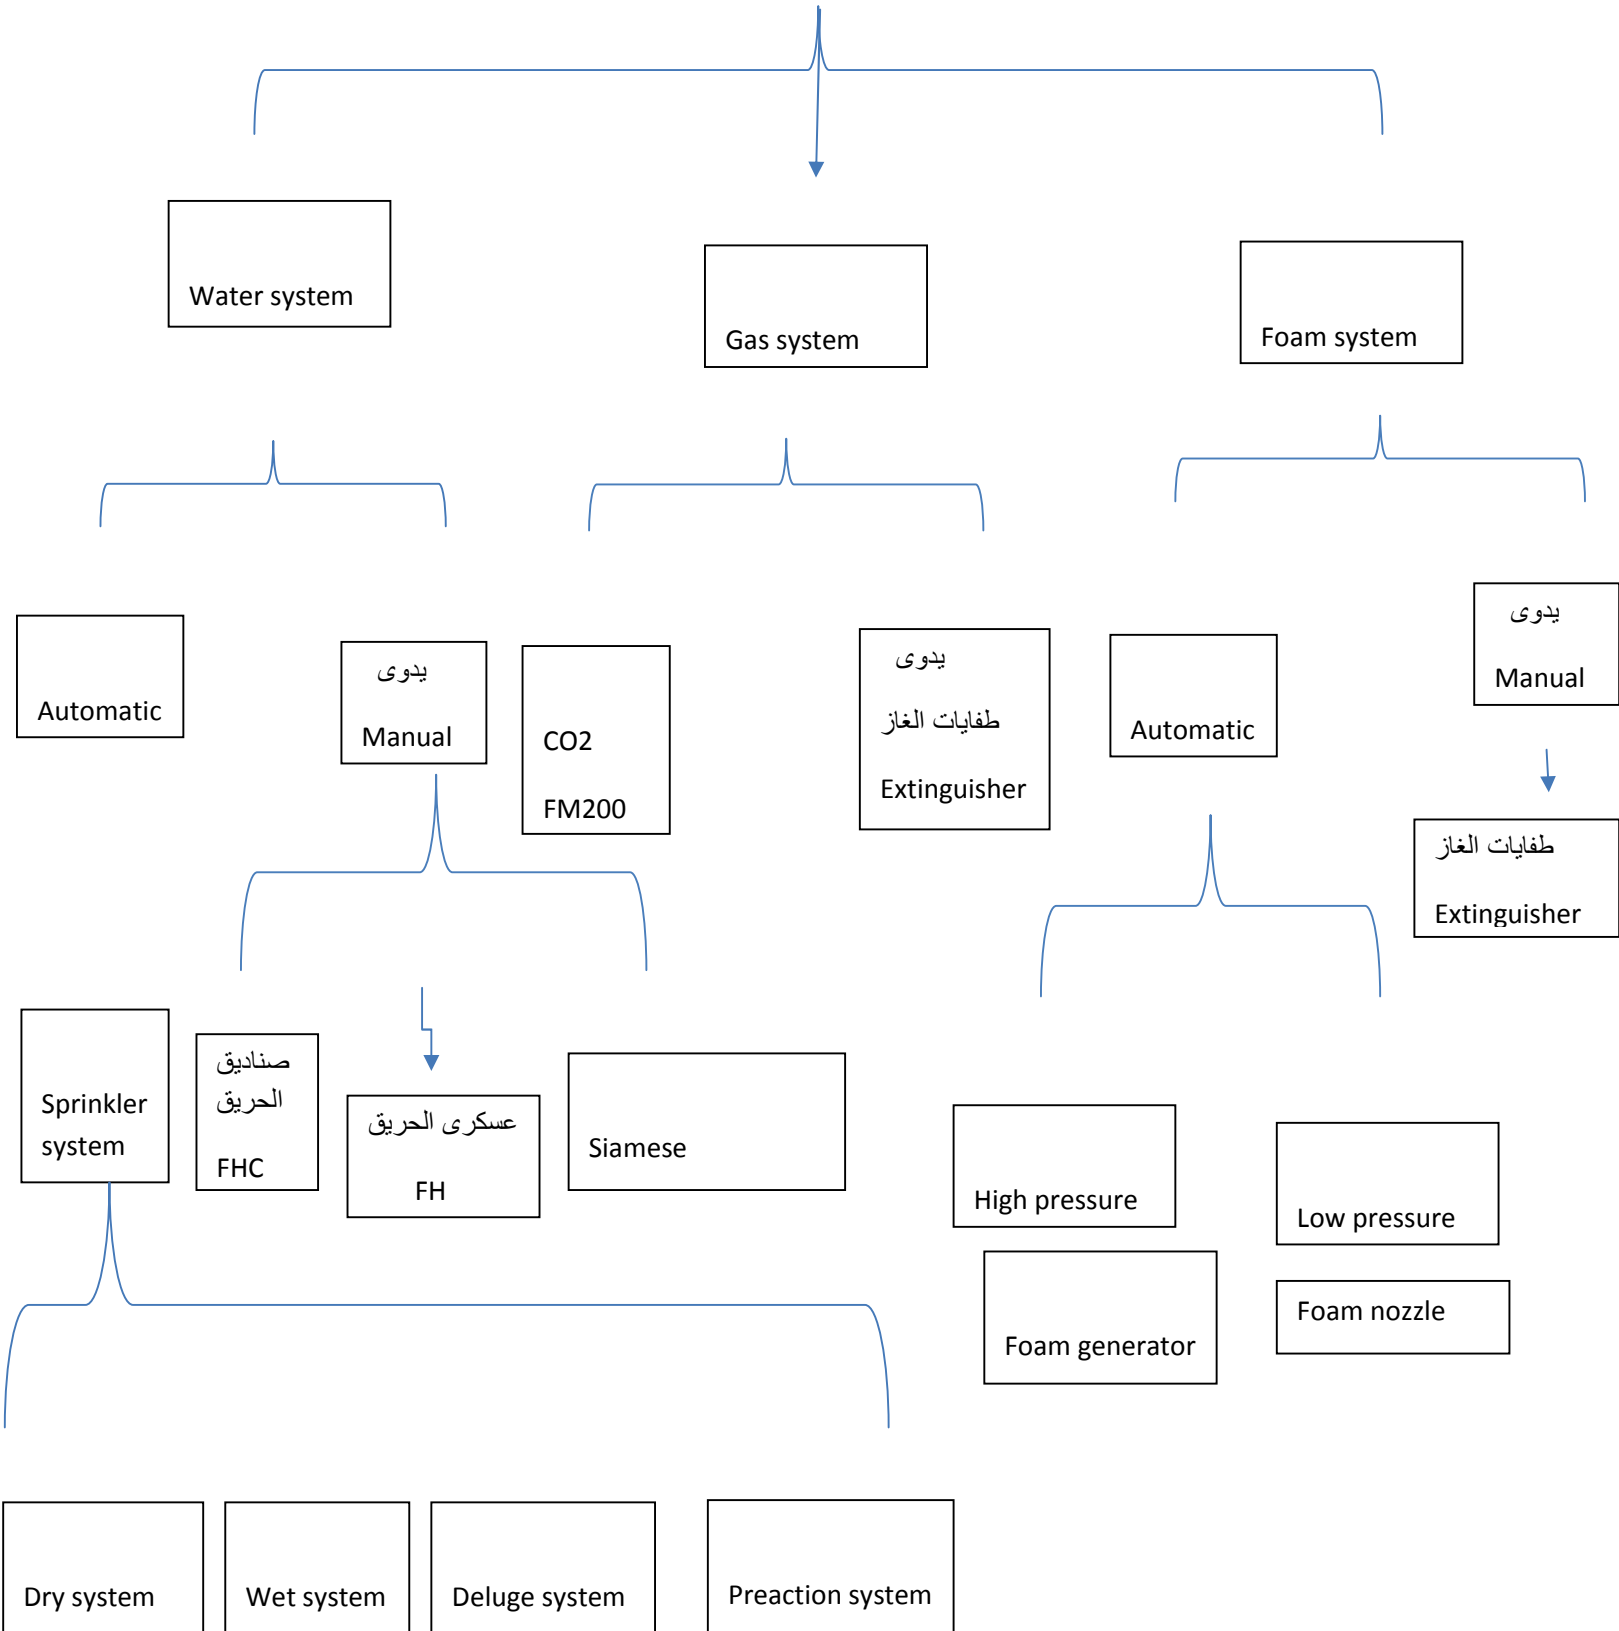 Water system
Gas system
Foam system
Automatic
يدوى
Manual
CO2
FM200
يدوى
طفايات الغاز
Extinguisher
Automatic
يدوى
Manual
طفايات الغاز
Extinguisher
Sprinkler
system
صناديق
الحريق
FHC
عسكرى الحريق
FH
Siamese
High pressure
Low pressure
Foam generator
Foam nozzle
Dry system
Wet system
Deluge system
Preaction system